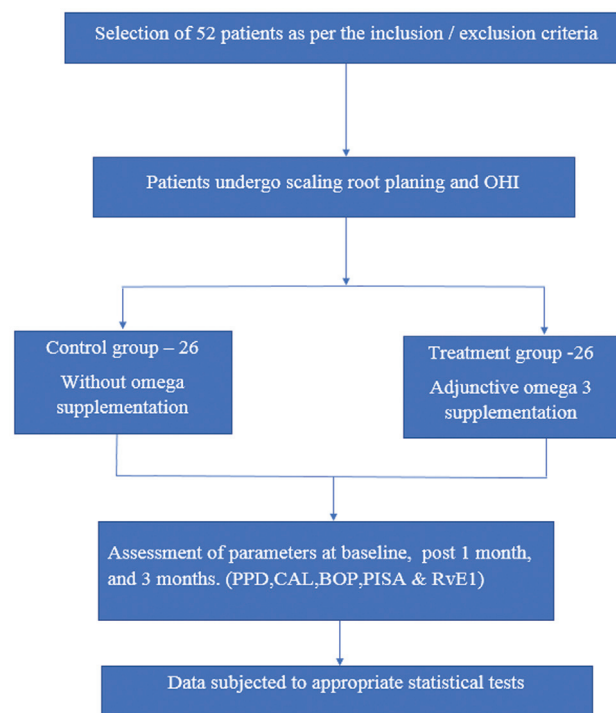 Selection of 52 patients as per the inclusion / exclusion criteria
Patients undergo scaling root planing and OHI
Control group – 26
Without omega
supplementation
Treatment group -26
Adjunctive omega 3
supplementation
Assessment of parameters at baseline, post 1 month,
and 3 months. (PPD,CAL,BOP,PISA & RvE1)
Data subjected to appropriate statistical tests